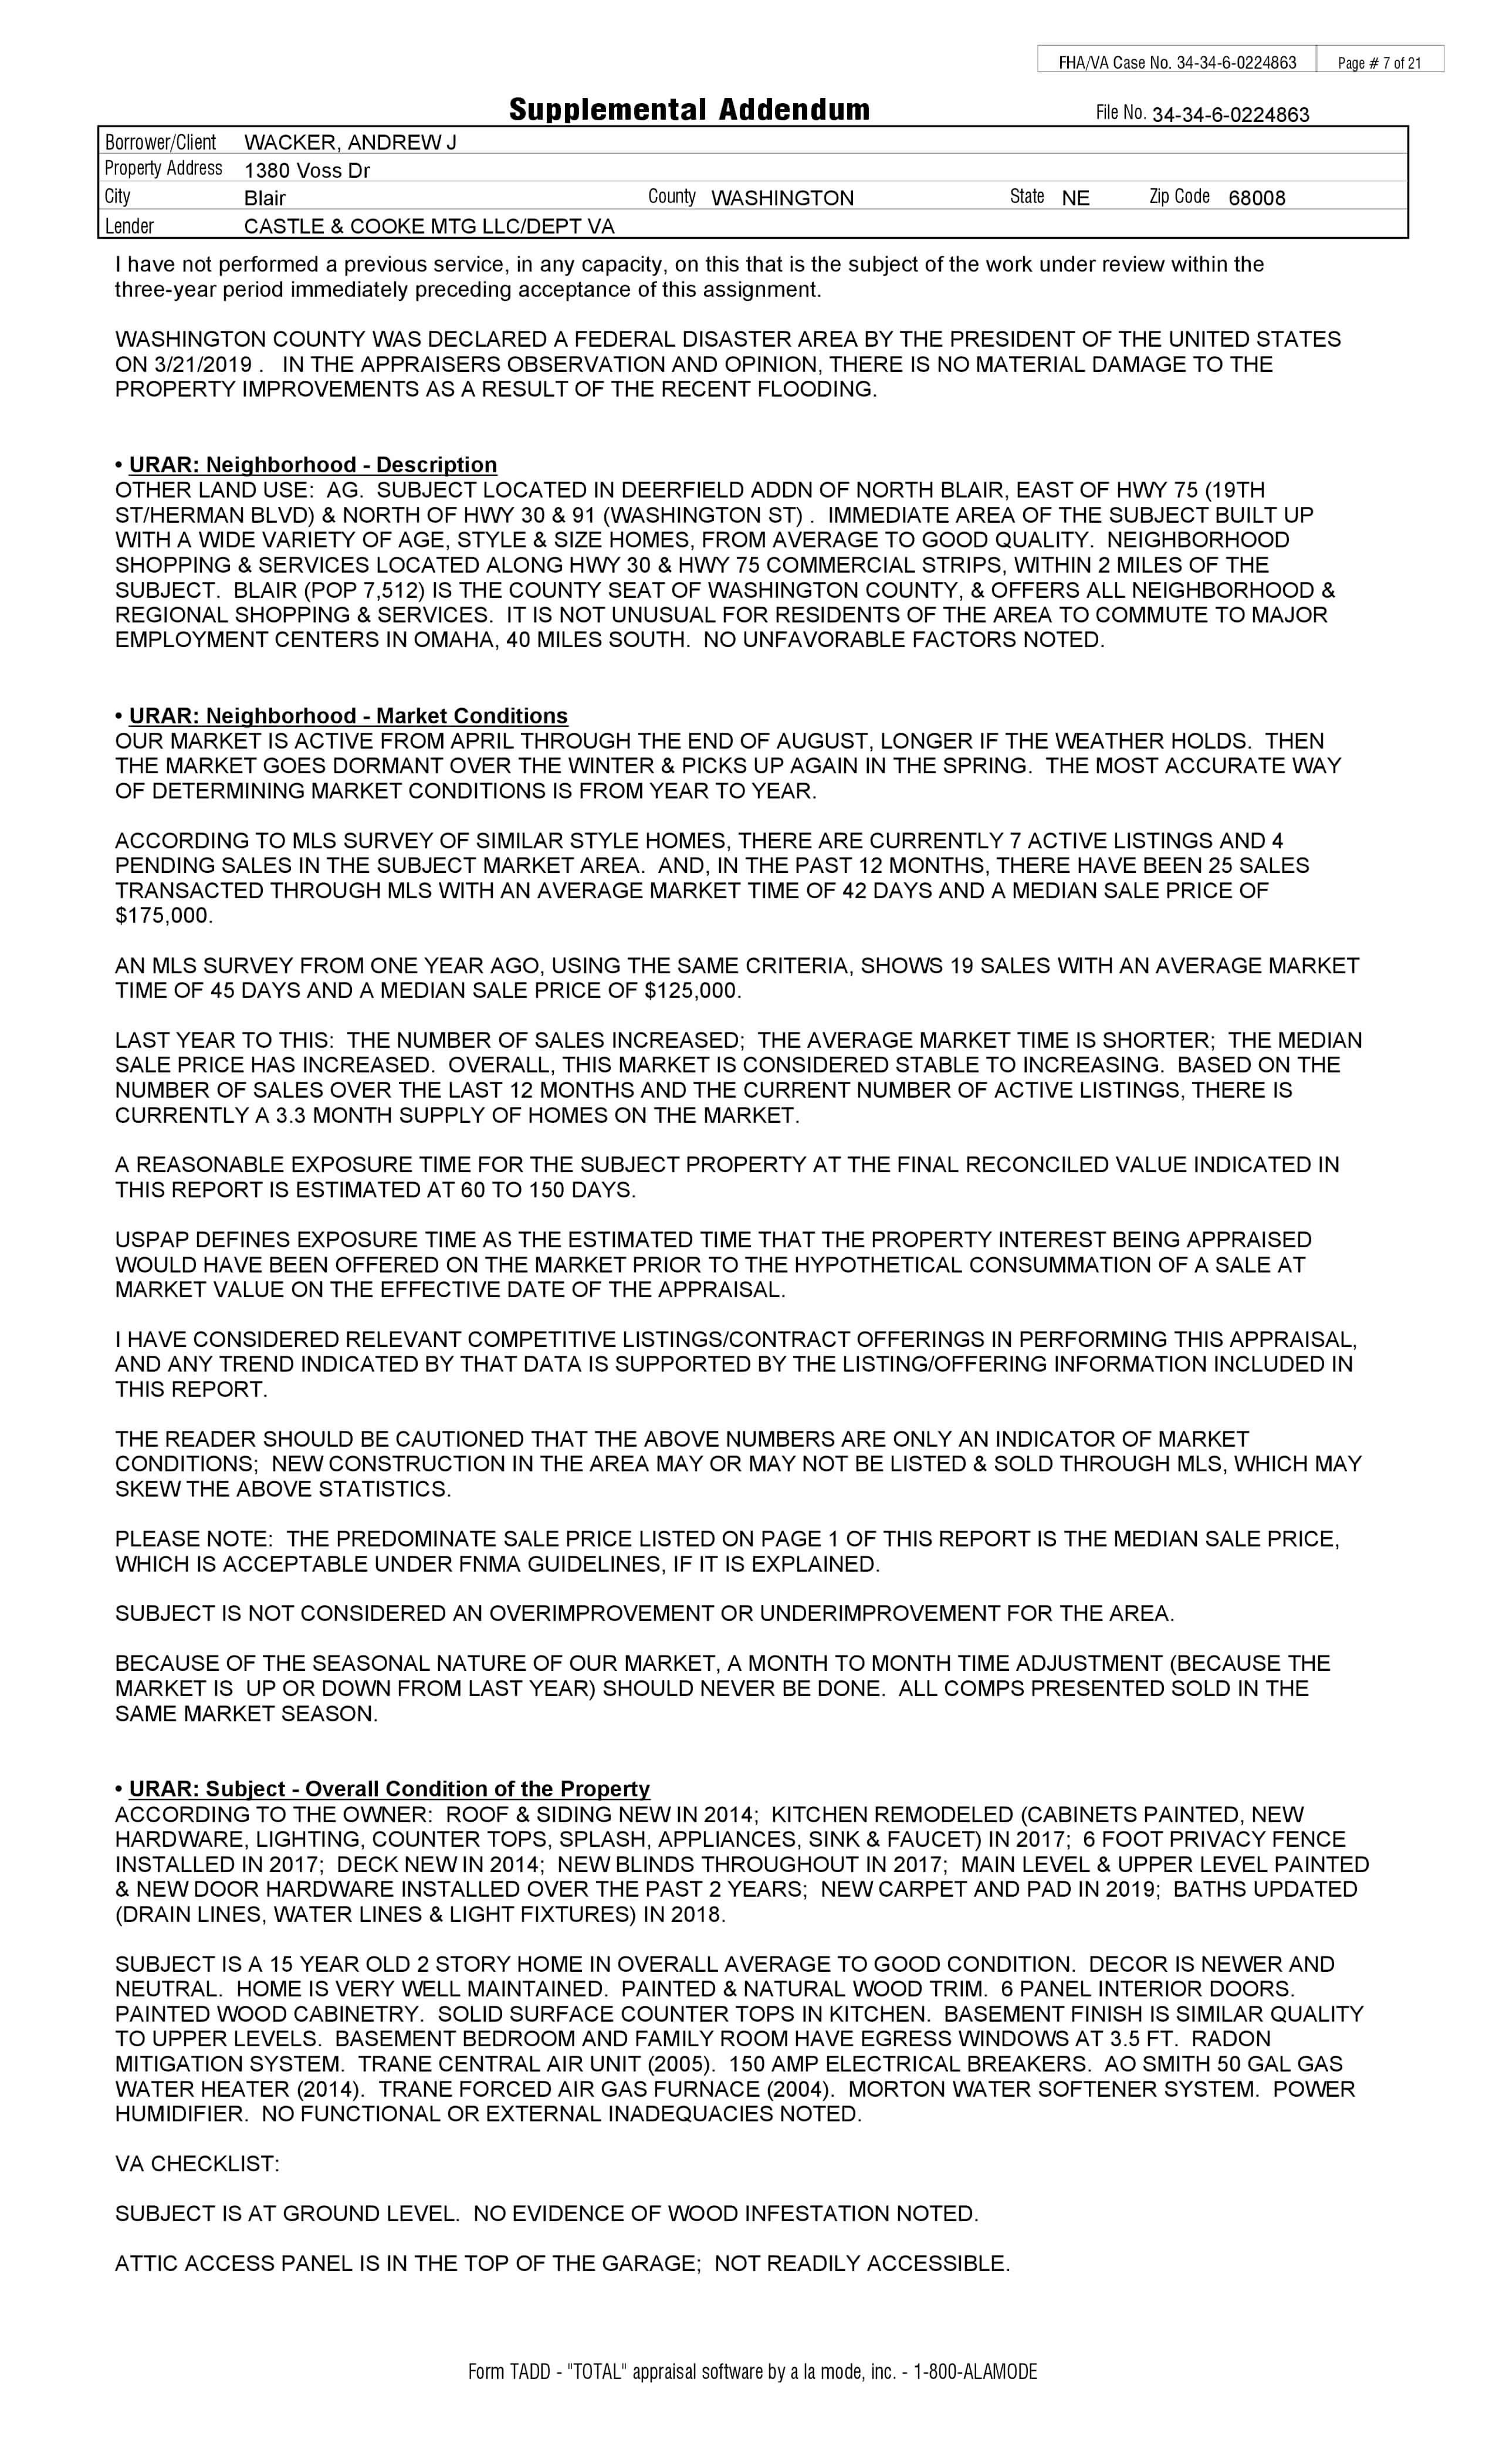 FHA/VA Case No. 34-34-6-0224863 Page # 7 of 21
Supplemental Addendum File No. 34-34-6-0224863
Borrower/Client WACKER, ANDREW J
Property Address 1380 Voss Dr
City Blair County WASHINGTON State NE Zip Code 68008
Lender CASTLE & COOKE MTG LLC/DEPT VA
I have not performed a previous service, in any capacity, on this that is the subject of the work under review within the
three-year period immediately preceding acceptance of this assignment.
WASHINGTON COUNTY WAS DECLARED A FEDERAL DISASTER AREA BY THE PRESIDENT OF THE UNITED STATES
ON 3/21/2019 . IN THE APPRAISERS OBSERVATION AND OPINION, THERE IS NO MATERIAL DAMAGE TO THE
PROPERTY IMPROVEMENTS AS A RESULT OF THE RECENT FLOODING.
• URAR: Neighborhood - Description
OTHER LAND USE: AG. SUBJECT LOCATED IN DEERFIELD ADDN OF NORTH BLAIR, EAST OF HWY 75 (19TH
ST/HERMAN BLVD) & NORTH OF HWY 30 & 91 (WASHINGTON ST) . IMMEDIATE AREA OF THE SUBJECT BUILT UP
WITH A WIDE VARIETY OF AGE, STYLE & SIZE HOMES, FROM AVERAGE TO GOOD QUALITY. NEIGHBORHOOD
SHOPPING & SERVICES LOCATED ALONG HWY 30 & HWY 75 COMMERCIAL STRIPS, WITHIN 2 MILES OF THE
SUBJECT. BLAIR (POP 7,512) IS THE COUNTY SEAT OF WASHINGTON COUNTY, & OFFERS ALL NEIGHBORHOOD &
REGIONAL SHOPPING & SERVICES. IT IS NOT UNUSUAL FOR RESIDENTS OF THE AREA TO COMMUTE TO MAJOR
EMPLOYMENT CENTERS IN OMAHA, 40 MILES SOUTH. NO UNFAVORABLE FACTORS NOTED.
• URAR: Neighborhood - Market Conditions
OUR MARKET IS ACTIVE FROM APRIL THROUGH THE END OF AUGUST, LONGER IF THE WEATHER HOLDS. THEN
THE MARKET GOES DORMANT OVER THE WINTER & PICKS UP AGAIN IN THE SPRING. THE MOST ACCURATE WAY
OF DETERMINING MARKET CONDITIONS IS FROM YEAR TO YEAR.
ACCORDING TO MLS SURVEY OF SIMILAR STYLE HOMES, THERE ARE CURRENTLY 7 ACTIVE LISTINGS AND 4
PENDING SALES IN THE SUBJECT MARKET AREA. AND, IN THE PAST 12 MONTHS, THERE HAVE BEEN 25 SALES
TRANSACTED THROUGH MLS WITH AN AVERAGE MARKET TIME OF 42 DAYS AND A MEDIAN SALE PRICE OF
$175,000.
AN MLS SURVEY FROM ONE YEAR AGO, USING THE SAME CRITERIA, SHOWS 19 SALES WITH AN AVERAGE MARKET
TIME OF 45 DAYS AND A MEDIAN SALE PRICE OF $125,000.
LAST YEAR TO THIS: THE NUMBER OF SALES INCREASED; THE AVERAGE MARKET TIME IS SHORTER; THE MEDIAN
SALE PRICE HAS INCREASED. OVERALL, THIS MARKET IS CONSIDERED STABLE TO INCREASING. BASED ON THE
NUMBER OF SALES OVER THE LAST 12 MONTHS AND THE CURRENT NUMBER OF ACTIVE LISTINGS, THERE IS
CURRENTLY A 3.3 MONTH SUPPLY OF HOMES ON THE MARKET.
A REASONABLE EXPOSURE TIME FOR THE SUBJECT PROPERTY AT THE FINAL RECONCILED VALUE INDICATED IN
THIS REPORT IS ESTIMATED AT 60 TO 150 DAYS.
USPAP DEFINES EXPOSURE TIME AS THE ESTIMATED TIME THAT THE PROPERTY INTEREST BEING APPRAISED
WOULD HAVE BEEN OFFERED ON THE MARKET PRIOR TO THE HYPOTHETICAL CONSUMMATION OF A SALE AT
MARKET VALUE ON THE EFFECTIVE DATE OF THE APPRAISAL.
I HAVE CONSIDERED RELEVANT COMPETITIVE LISTINGS/CONTRACT OFFERINGS IN PERFORMING THIS APPRAISAL,
AND ANY TREND INDICATED BY THAT DATA IS SUPPORTED BY THE LISTING/OFFERING INFORMATION INCLUDED IN
THIS REPORT.
THE READER SHOULD BE CAUTIONED THAT THE ABOVE NUMBERS ARE ONLY AN INDICATOR OF MARKET
CONDITIONS; NEW CONSTRUCTION IN THE AREA MAY OR MAY NOT BE LISTED & SOLD THROUGH MLS, WHICH MAY
SKEW THE ABOVE STATISTICS.
PLEASE NOTE: THE PREDOMINATE SALE PRICE LISTED ON PAGE 1 OF THIS REPORT IS THE MEDIAN SALE PRICE,
WHICH IS ACCEPTABLE UNDER FNMA GUIDELINES, IF IT IS EXPLAINED.
SUBJECT IS NOT CONSIDERED AN OVERIMPROVEMENT OR UNDERIMPROVEMENT FOR THE AREA.
BECAUSE OF THE SEASONAL NATURE OF OUR MARKET, A MONTH TO MONTH TIME ADJUSTMENT (BECAUSE THE
MARKET IS UP OR DOWN FROM LAST YEAR) SHOULD NEVER BE DONE. ALL COMPS PRESENTED SOLD IN THE
SAME MARKET SEASON.
• URAR: Subject - Overall Condition of the Property
ACCORDING TO THE OWNER: ROOF & SIDING NEW IN 2014; KITCHEN REMODELED (CABINETS PAINTED, NEW
HARDWARE, LIGHTING, COUNTER TOPS, SPLASH, APPLIANCES, SINK & FAUCET) IN 2017; 6 FOOT PRIVACY FENCE
INSTALLED IN 2017; DECK NEW IN 2014; NEW BLINDS THROUGHOUT IN 2017; MAIN LEVEL & UPPER LEVEL PAINTED
& NEW DOOR HARDWARE INSTALLED OVER THE PAST 2 YEARS; NEW CARPET AND PAD IN 2019; BATHS UPDATED
(DRAIN LINES, WATER LINES & LIGHT FIXTURES) IN 2018.
SUBJECT IS A 15 YEAR OLD 2 STORY HOME IN OVERALL AVERAGE TO GOOD CONDITION. DECOR IS NEWER AND
NEUTRAL. HOME IS VERY WELL MAINTAINED. PAINTED & NATURAL WOOD TRIM. 6 PANEL INTERIOR DOORS.
PAINTED WOOD CABINETRY. SOLID SURFACE COUNTER TOPS IN KITCHEN. BASEMENT FINISH IS SIMILAR QUALITY
TO UPPER LEVELS. BASEMENT BEDROOM AND FAMILY ROOM HAVE EGRESS WINDOWS AT 3.5 FT. RADON
MITIGATION SYSTEM. TRANE CENTRAL AIR UNIT (2005). 150 AMP ELECTRICAL BREAKERS. AO SMITH 50 GAL GAS
WATER HEATER (2014). TRANE FORCED AIR GAS FURNACE (2004). MORTON WATER SOFTENER SYSTEM. POWER
HUMIDIFIER. NO FUNCTIONAL OR EXTERNAL INADEQUACIES NOTED.
VA CHECKLIST:
SUBJECT IS AT GROUND LEVEL. NO EVIDENCE OF WOOD INFESTATION NOTED.
ATTIC ACCESS PANEL IS IN THE TOP OF THE GARAGE; NOT READILY ACCESSIBLE.
Form TADD - "TOTAL" appraisal software by a la mode, inc. - 1-800-ALAMODE